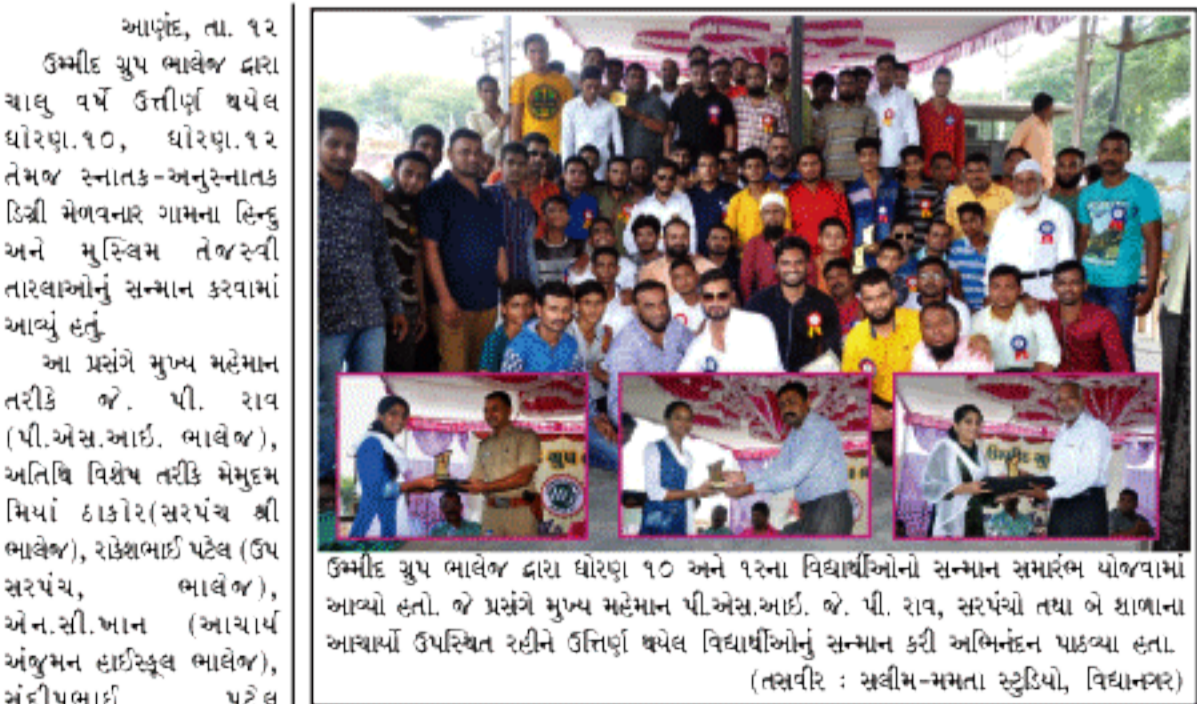 આણંદ, તા. ૧૨
ઉમ્મીદ ગ્રુપ ભાલેજ દ્વારા
ચાલુ વર્ષે ઉત્તીર્ણ થયેલ
ધોરણ.૧૦, ધોરણ.૧૨
તેમજ સ્નાતક-અનુસ્નાતક
ડિગ્રી મેળવનાર ગામના હિન્દુ
અને મુસ્લિમ તેજસ્વી
તારલાઓનું સન્માન કરવામાં
આવ્યું હતું.
આ પ્રસંગે મુખ્ય મહેમાન
તરીકે જે. પી. રાવ
(પી.એસ.આઇ. ભાલેજ),
અતિથિ વિશેષ તરીકે મેમુદમ
મિયાં ઠાકોર(સરપંચ શ્રી
ભાલેજ), રાકેશભાઈ પટેલ (ઉપ
સરપંચ, ભાલેજ),
એન.સી.ખાન (આચાર્ય
અંજુમન હાઈસ્કૂલ ભાલેજ),
સંદીપભાઈ પટેલ
ઉમ્મીદ ગ્રુપ ભાલેજ દ્વારા ધોરણ ૧૦ અને ૧૨ના વિદ્યાર્થીઓનો સન્માન સમારંભ યોજવામાં
આવ્યો હતો. જે પ્રસંગે મુખ્ય મહેમાન પી.એસ.આઇ. જે. પી. રાવ, સરપંચો તથા બે શાળાના
આચાર્યો ઉપસ્થિત રહીને ઉત્તિર્ણ થયેલ વિદ્યાર્થીઓનું સન્માન કરી અભિનંદન પાઠવ્યા હતા.
(તસવીર : સલીમ-મમતા સ્ટુડિયો, વિદ્યાનગર)